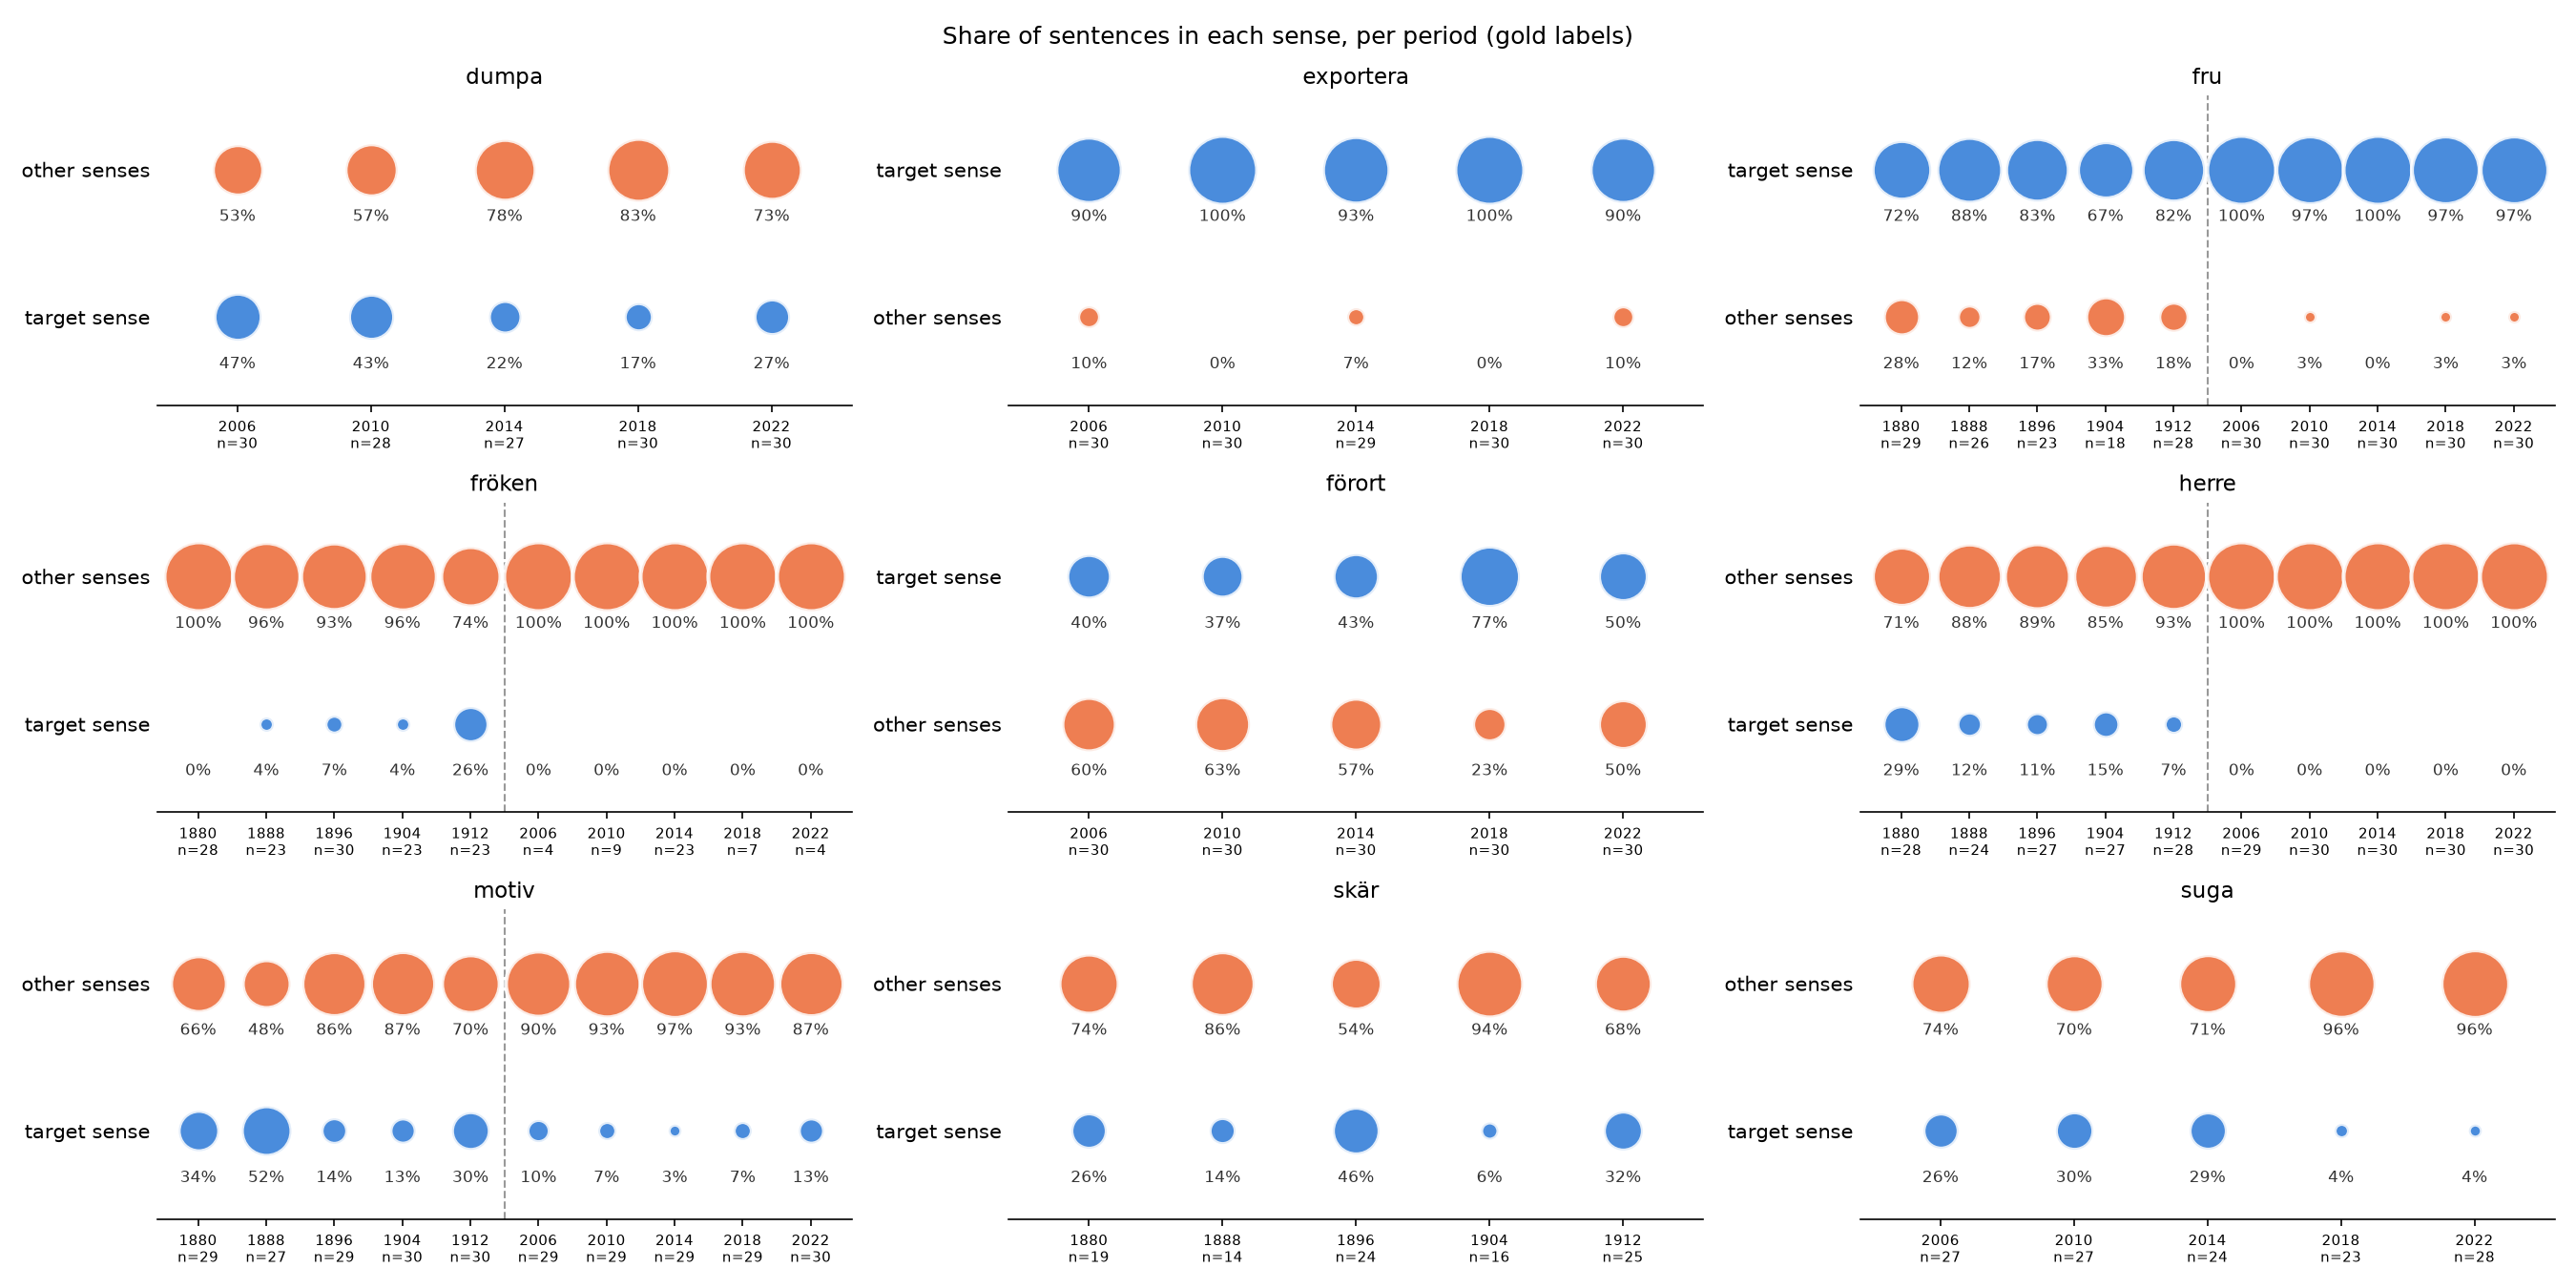 Share of sentences in each sense, per period (gold labels)
dumpa
other senses
53% 57% 78% 83% 73%
target sense
47% 43% 22% 17% 27%
2006 2010 2014 2018 2022
n=30 n=28 n=27 n=30 n=30
exportera
target sense
90% 100% 93% 100% 90%
other senses
10% 0% 7% 0% 10%
2006 2010 2014 2018 2022
n=30 n=30 n=29 n=30 n=30
fru
target sense
72% 88% 83% 67% 82% 100% 97% 100% 97% 97%
other senses
28% 12% 17% 33% 18% 0% 3% 0% 3% 3%
1880 1888 1896 1904 1912 2006 2010 2014 2018 2022
n=29 n=26 n=23 n=18 n=28 n=30 n=30 n=30 n=30 n=30
fröken
other senses
100% 96% 93% 96% 74% 100% 100% 100% 100% 100%
target sense
0% 4% 7% 4% 26% 0% 0% 0% 0% 0%
1880 1888 1896 1904 1912 2006 2010 2014 2018 2022
n=28 n=23 n=30 n=23 n=23 n=4 n=9 n=23 n=7 n=4
förort
target sense
40% 37% 43% 77% 50%
other senses
60% 63% 57% 23% 50%
2006 2010 2014 2018 2022
n=30 n=30 n=30 n=30 n=30
herre
other senses
71% 88% 89% 85% 93% 100% 100% 100% 100% 100%
target sense
29% 12% 11% 15% 7% 0% 0% 0% 0% 0%
1880 1888 1896 1904 1912 2006 2010 2014 2018 2022
n=28 n=24 n=27 n=27 n=28 n=29 n=30 n=30 n=30 n=30
motiv
other senses
66% 48% 86% 87% 70% 90% 93% 97% 93% 87%
target sense
34% 52% 14% 13% 30% 10% 7% 3% 7% 13%
1880 1888 1896 1904 1912 2006 2010 2014 2018 2022
n=29 n=27 n=29 n=30 n=30 n=29 n=29 n=29 n=29 n=30
skär
other senses
74% 86% 54% 94% 68%
target sense
26% 14% 46% 6% 32%
1880 1888 1896 1904 1912
n=19 n=14 n=24 n=16 n=25
suga
other senses
74% 70% 71% 96% 96%
target sense
26% 30% 29% 4% 4%
2006 2010 2014 2018 2022
n=27 n=27 n=24 n=23 n=28